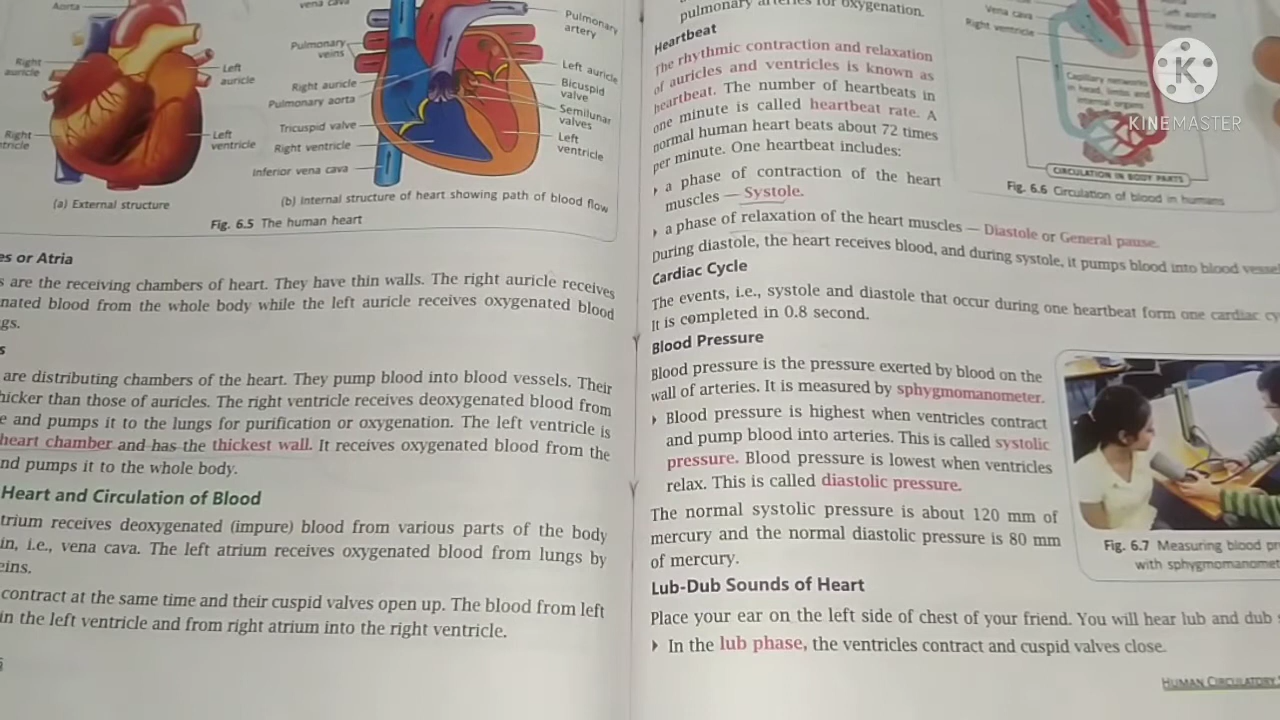 Aorta
Right
auricle
Left
auricle
Right
Left
ventricle
(a) External structure
vena cava
Pulmonary
veins
Right auricle
Pulmonary aorta
Tricuspid valve
Right ventricle
Inferior vena cava
Pulmonary
artery
Left auricle
Bicuspid
valve
Semilunar
valves
Left
ventricle
(b) Internal structure of heart showing path of blood flow
Fig. 6.5 The human heart
es or Atria
s are the receiving chambers of heart. They have thin walls. The right auricle receives
nated blood from the whole body while the left auricle receives oxygenated blood
gs.
s
are distributing chambers of the heart. They pump blood into blood vessels. Their
hicker than those of auricles. The right ventricle receives deoxygenated blood from
e and pumps it to the lungs for purification or oxygenation. The left ventricle is
heart chamber and has the thickest wall. It receives oxygenated blood from the
nd pumps it to the whole body.
Heart and Circulation of Blood
trium receives deoxygenated (impure) blood from various parts of the body
in, i.e., vena cava. The left atrium receives oxygenated blood from lungs by
eins.
contract at the same time and their cuspid valves open up. The blood from left
in the left ventricle and from right atrium into the right ventricle.
pulmonary arteries for oxygenation.
Heartbeat
The rhythmic contraction and relaxation
of auricles and ventricles is known as
heartbeat. The number of heartbeats in
one minute is called heartbeat rate. A
normal human heart beats about 72 times
per minute. One heartbeat includes:
a phase of contraction of the heart
muscles — Systole.
a phase of relaxation of the heart muscles — Diastole or General pause.
During diastole, the heart receives blood, and during systole, it pumps blood into blood vessel
Cardiac Cycle
The events, i.e., systole and diastole that occur during one heartbeat form one cardiac cy
It is completed in 0.8 second.
Blood Pressure
Blood pressure is the pressure exerted by blood on the
wall of arteries. It is measured by sphygmomanometer.
Blood pressure is highest when ventricles contract
and pump blood into arteries. This is called systolic
pressure. Blood pressure is lowest when ventricles
relax. This is called diastolic pressure.
The normal systolic pressure is about 120 mm of
mercury and the normal diastolic pressure is 80 mm
of mercury.
Lub-Dub Sounds of Heart
Place your ear on the left side of chest of your friend. You will hear lub and dub
In the lub phase, the ventricles contract and cuspid valves close.
Vena cava
Right ventricle
Left auricle
Capillary networks
in head, limbs and
internal organs
CIRCULATION IN BODY PARTS
Fig. 6.6 Circulation of blood in humans
Fig. 6.7 Measuring blood pr
with sphygmomanomet
HUMAN CIRCULATORY
K
KINEMASTER